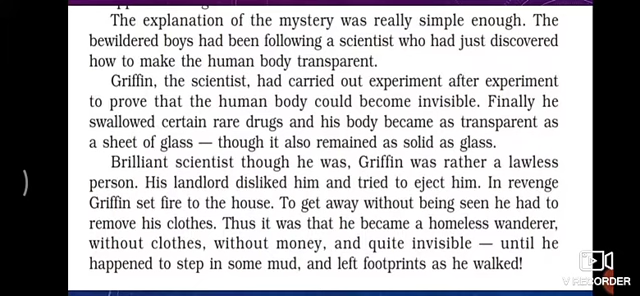 The explanation of the mystery was really simple enough. The
bewildered boys had been following a scientist who had just discovered
how to make the human body transparent.
Griffin, the scientist, had carried out experiment after experiment
to prove that the human body could become invisible. Finally he
swallowed certain rare drugs and his body became as transparent as
a sheet of glass — though it also remained as solid as glass.
Brilliant scientist though he was, Griffin was rather a lawless
person. His landlord disliked him and tried to eject him. In revenge
Griffin set fire to the house. To get away without being seen he had to
remove his clothes. Thus it was that he became a homeless wanderer,
without clothes, without money, and quite invisible — until he
happened to step in some mud, and left footprints as he walked!
V RECORDER